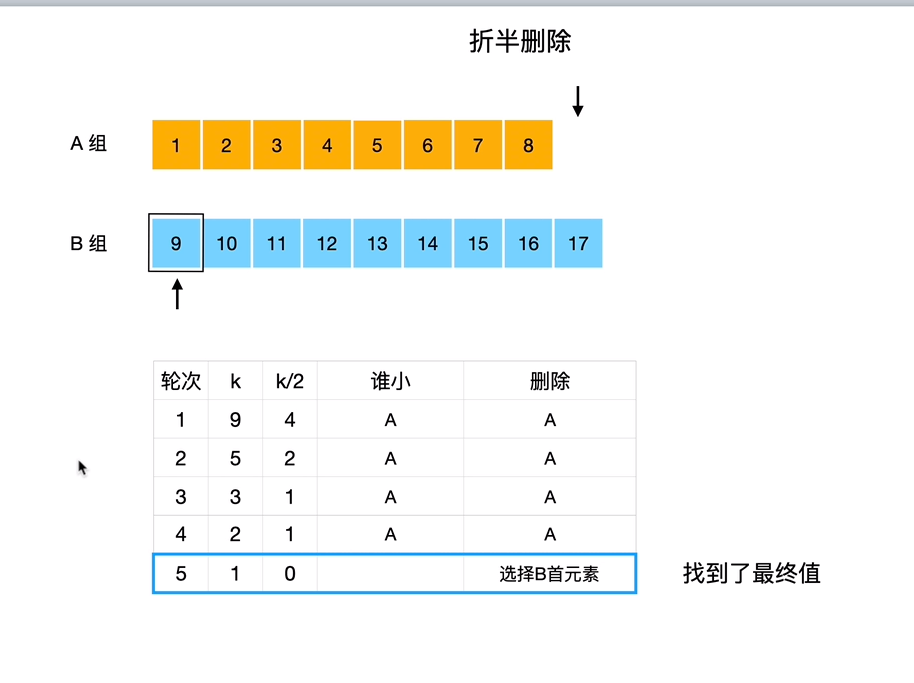 折半删除
A 组 1 2 3 4 5 6 7 8
B 组 9 10 11 12 13 14 15 16 17
轮次 k k/2 谁小 删除
1 9 4 A A
2 5 2 A A
3 3 1 A A
4 2 1 A A
5 1 0 选择B首元素 找到了最终值